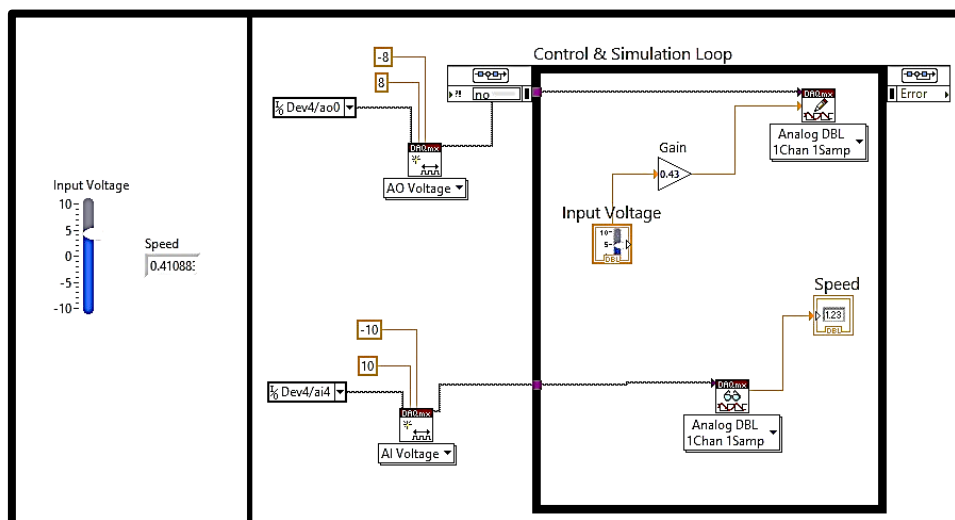 Input Voltage
10
5
0
-5
-10
Speed
0.41088
-8
8
Dev4/ao0
DAQmx
AO Voltage
Control & Simulation Loop
?!
no
Error
DAQmx
Analog DBL
1Chan 1Samp
Gain
0.43
Input Voltage
10
5
DBL
Speed
1.23
DBL
-10
10
Dev4/ai4
DAQmx
AI Voltage
DAQmx
Analog DBL
1Chan 1Samp